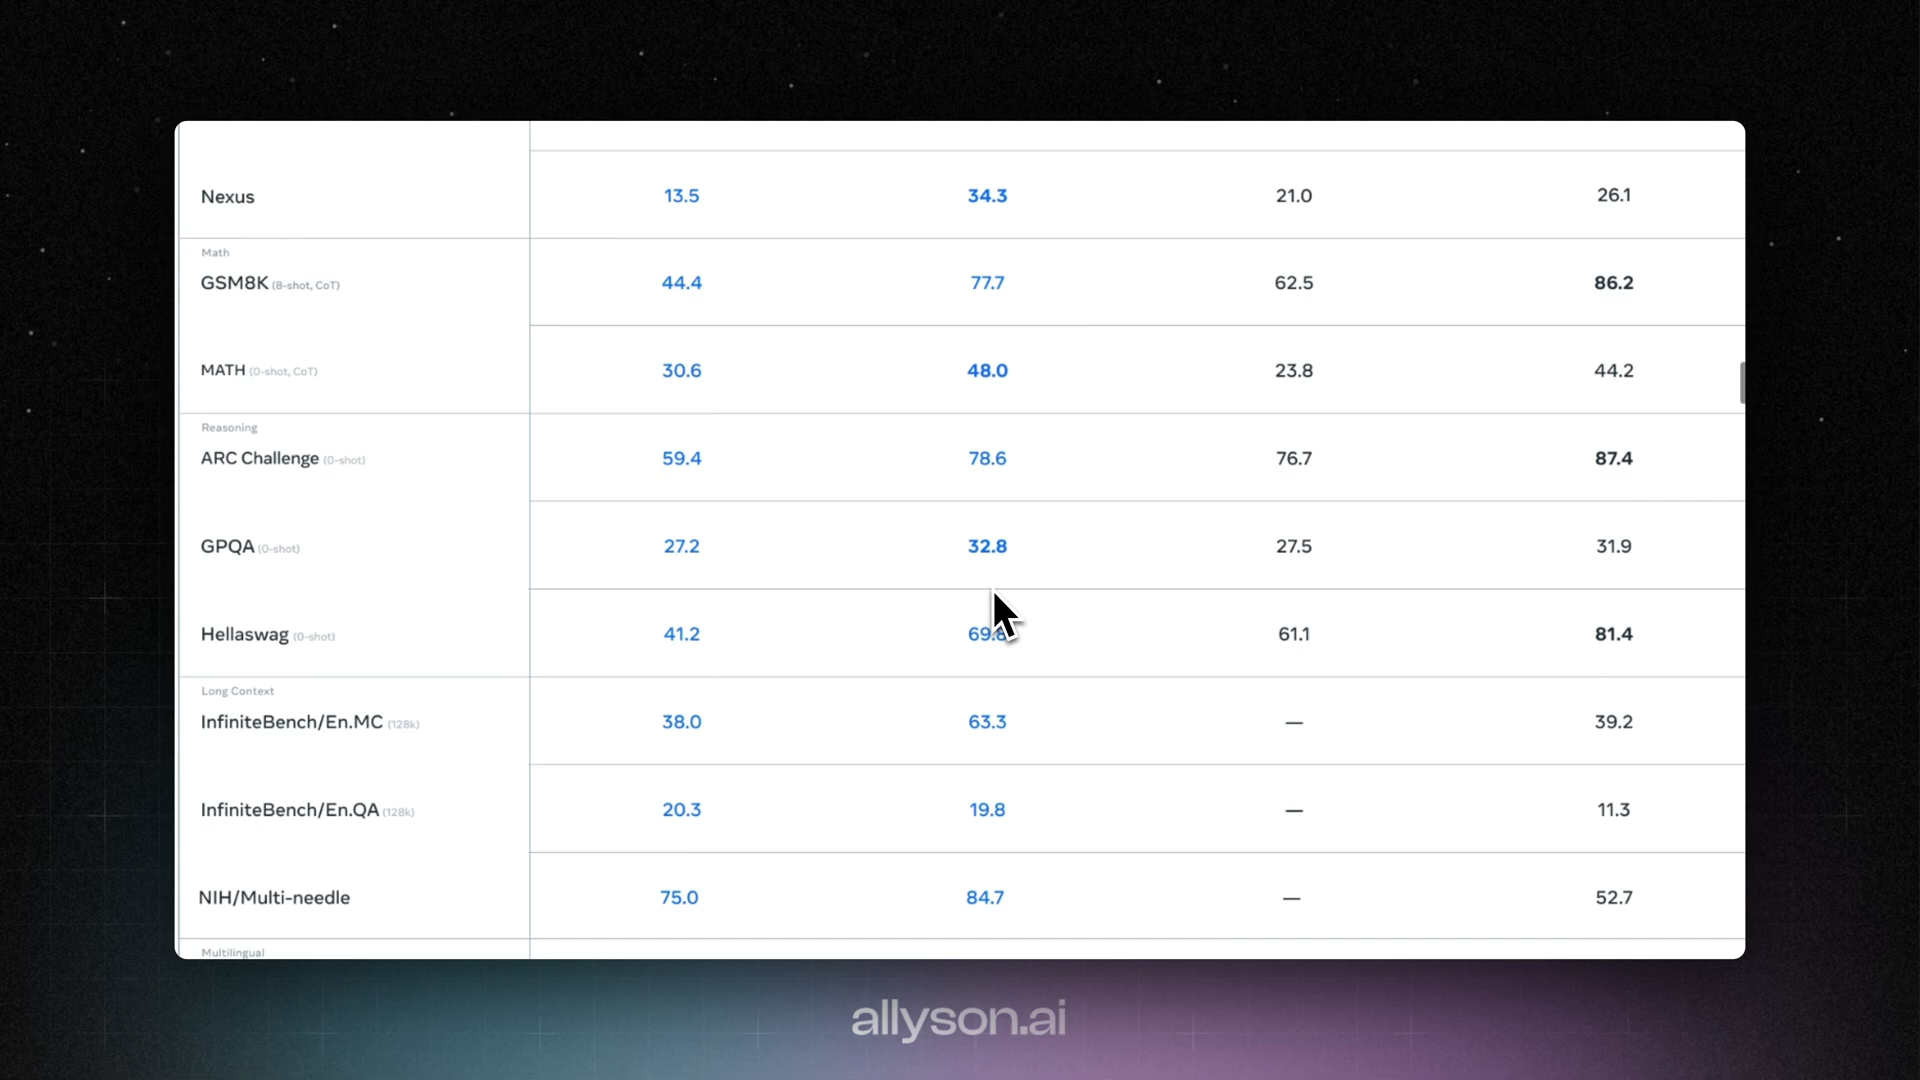 Nexus 13.5 34.3 21.0 26.1
Math
GSM8K (8-shot, CoT) 44.4 77.7 62.5 86.2
MATH (0-shot, CoT) 30.6 48.0 23.8 44.2
Reasoning
ARC Challenge (0-shot) 59.4 78.6 76.7 87.4
GPQA (0-shot) 27.2 32.8 27.5 31.9
Hellaswag (0-shot) 41.2 69.8 61.1 81.4
Long Context
InfiniteBench/En.MC (128k) 38.0 63.3 — 39.2
InfiniteBench/En.QA (128k) 20.3 19.8 — 11.3
NIH/Multi-needle 75.0 84.7 — 52.7
Multilingual
allyson.ai